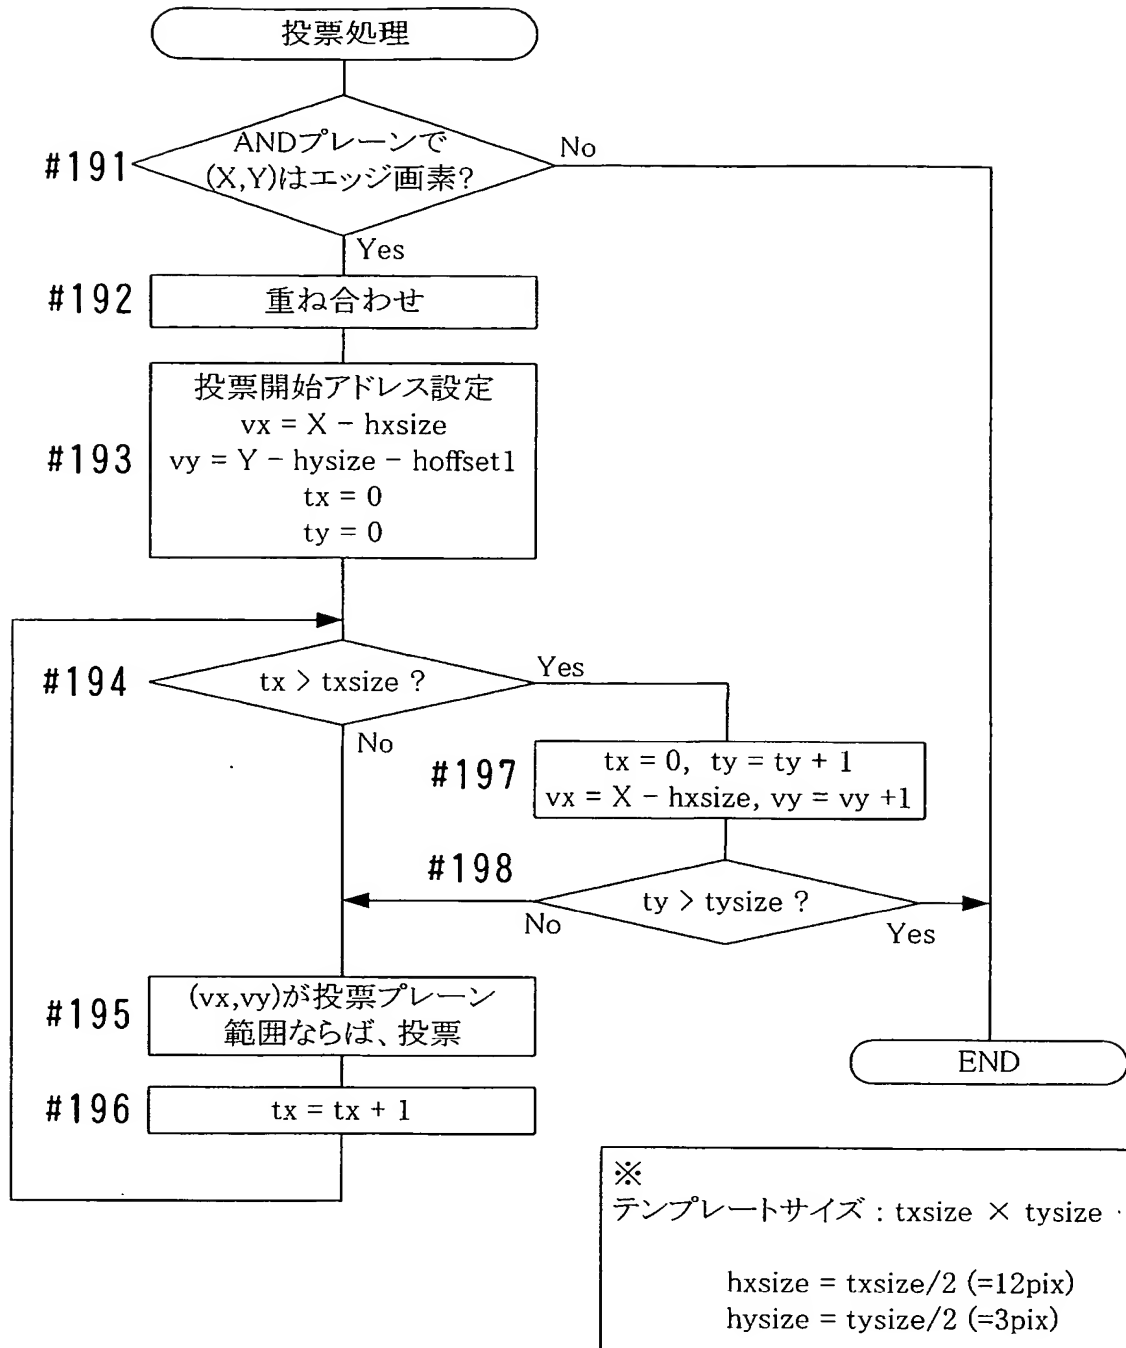 投票処理
#191
ANDプレーンで
(X,Y)はエッジ画素?
No
Yes
#192
重ね合わせ
#193
投票開始アドレス設定
vx = X − hxsize
vy = Y − hysize − hoffset1
tx = 0
ty = 0
#194
tx > txsize ?
Yes
No
#197
tx = 0, ty = ty + 1
vx = X − hxsize, vy = vy +1
#198
ty > tysize ?
No
Yes
#195
(vx,vy)が投票プレーン
範囲ならば、投票
#196
tx = tx + 1
END
※
テンプレートサイズ : txsize × tysize
hxsize = txsize/2 (=12pix)
hysize = tysize/2 (=3pix)